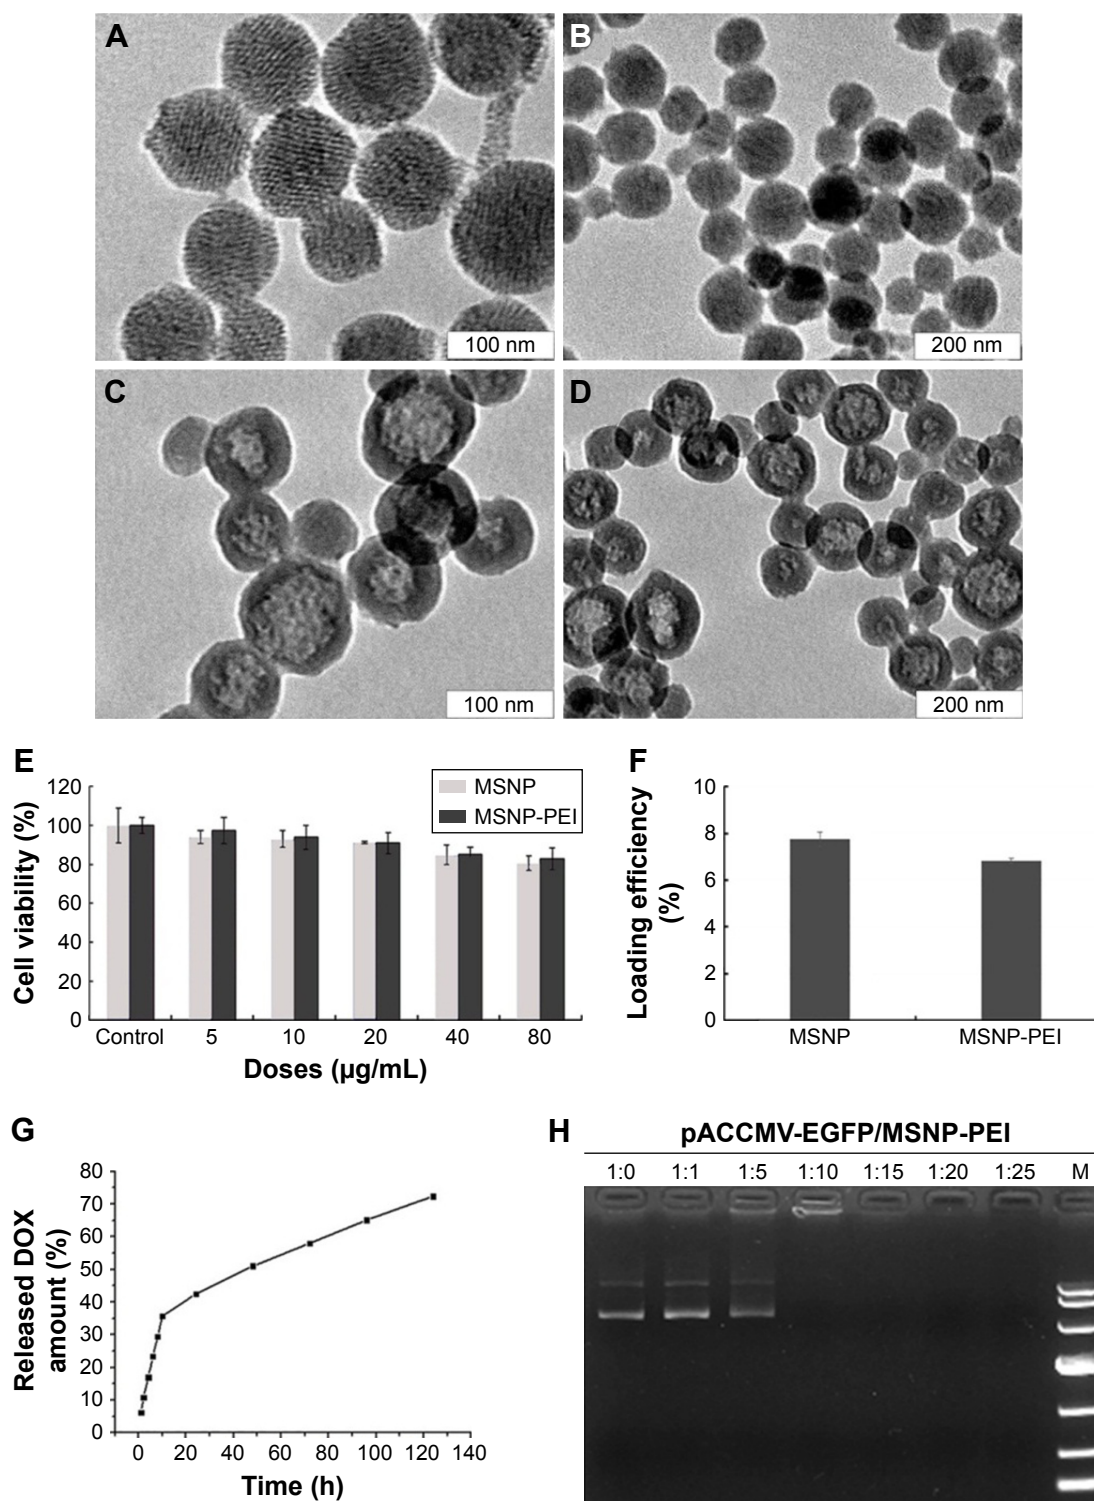 A
B
100 nm
200 nm
C
D
100 nm
200 nm
E
120
100
80
60
40
20
0
Cell viability (%)
MSNP
MSNP-PEI
Control 5 10 20 40 80
Doses (µg/mL)
F
10
8
6
4
2
0
Loading efficiency
(%)
MSNP MSNP-PEI
G
80
70
60
50
40
30
20
10
0
Released DOX
amount (%)
0 20 40 60 80 100 120 140
Time (h)
H
pACCMV-EGFP/MSNP-PEI
1:0 1:1 1:5 1:10 1:15 1:20 1:25 M